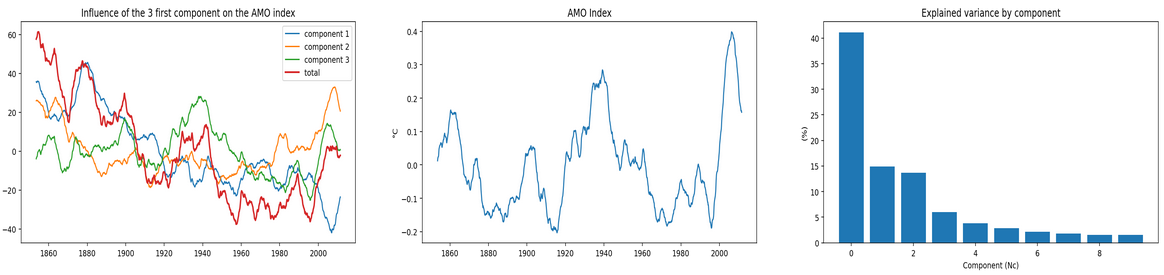 Influence of the 3 first component on the AMO index
component 1
component 2
component 3
total
60
40
20
0
−20
−40
1860 1880 1900 1920 1940 1960 1980 2000
AMO Index
°C
0.4
0.3
0.2
0.1
0.0
−0.1
−0.2
1860 1880 1900 1920 1940 1960 1980 2000
Explained variance by component
(%)
40
35
30
25
20
15
10
5
0
0 2 4 6 8
Component (Nc)